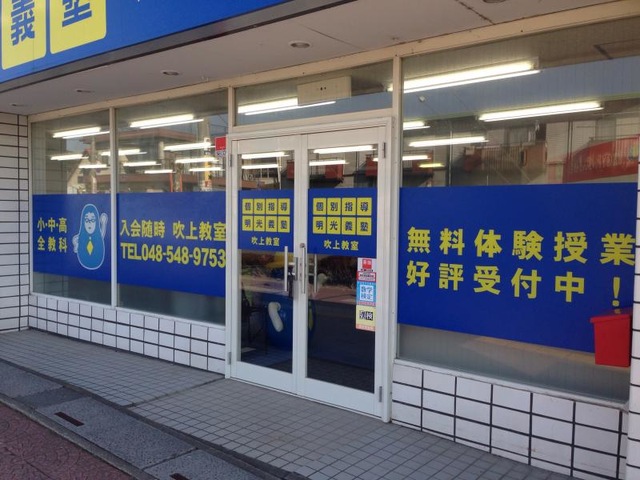 義塾
小・中・高
全教科
入会随時 吹上教室
TEL048-548-9753
個別指導
明光義塾
吹上教室
個別指導
明光義塾
吹上教室
無料体験授業
好評受付中！